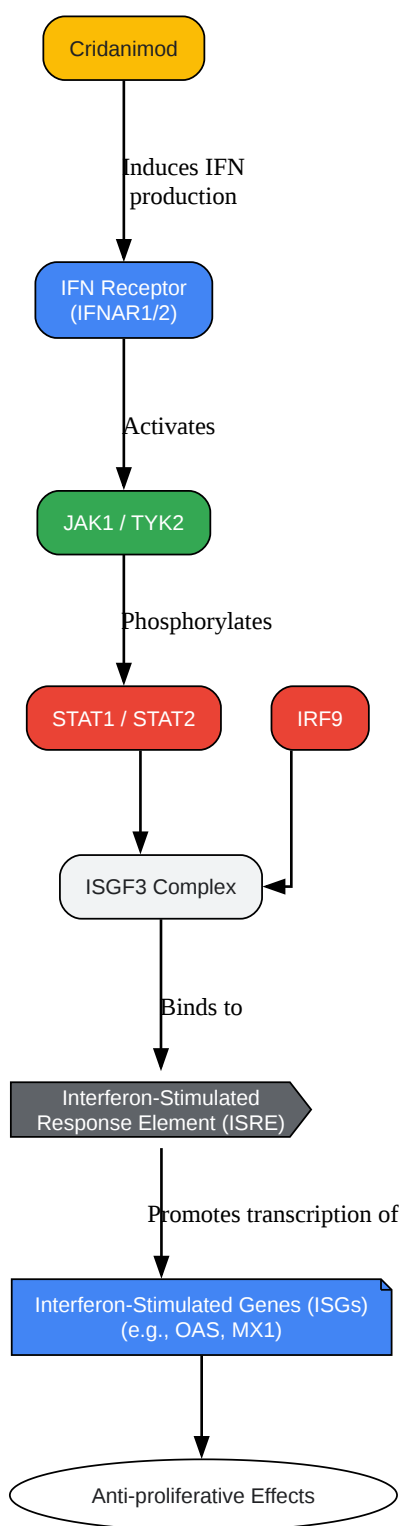 Cridanimod
Induces IFN
production
IFN Receptor
(IFNAR1/2)
Activates
JAK1 / TYK2
Phosphorylates
STAT1 / STAT2
IRF9
ISGF3 Complex
Binds to
Interferon-Stimulated
Response Element (ISRE)
Promotes transcription of
Interferon-Stimulated Genes (ISGs)
(e.g., OAS, MX1)
Anti-proliferative Effects